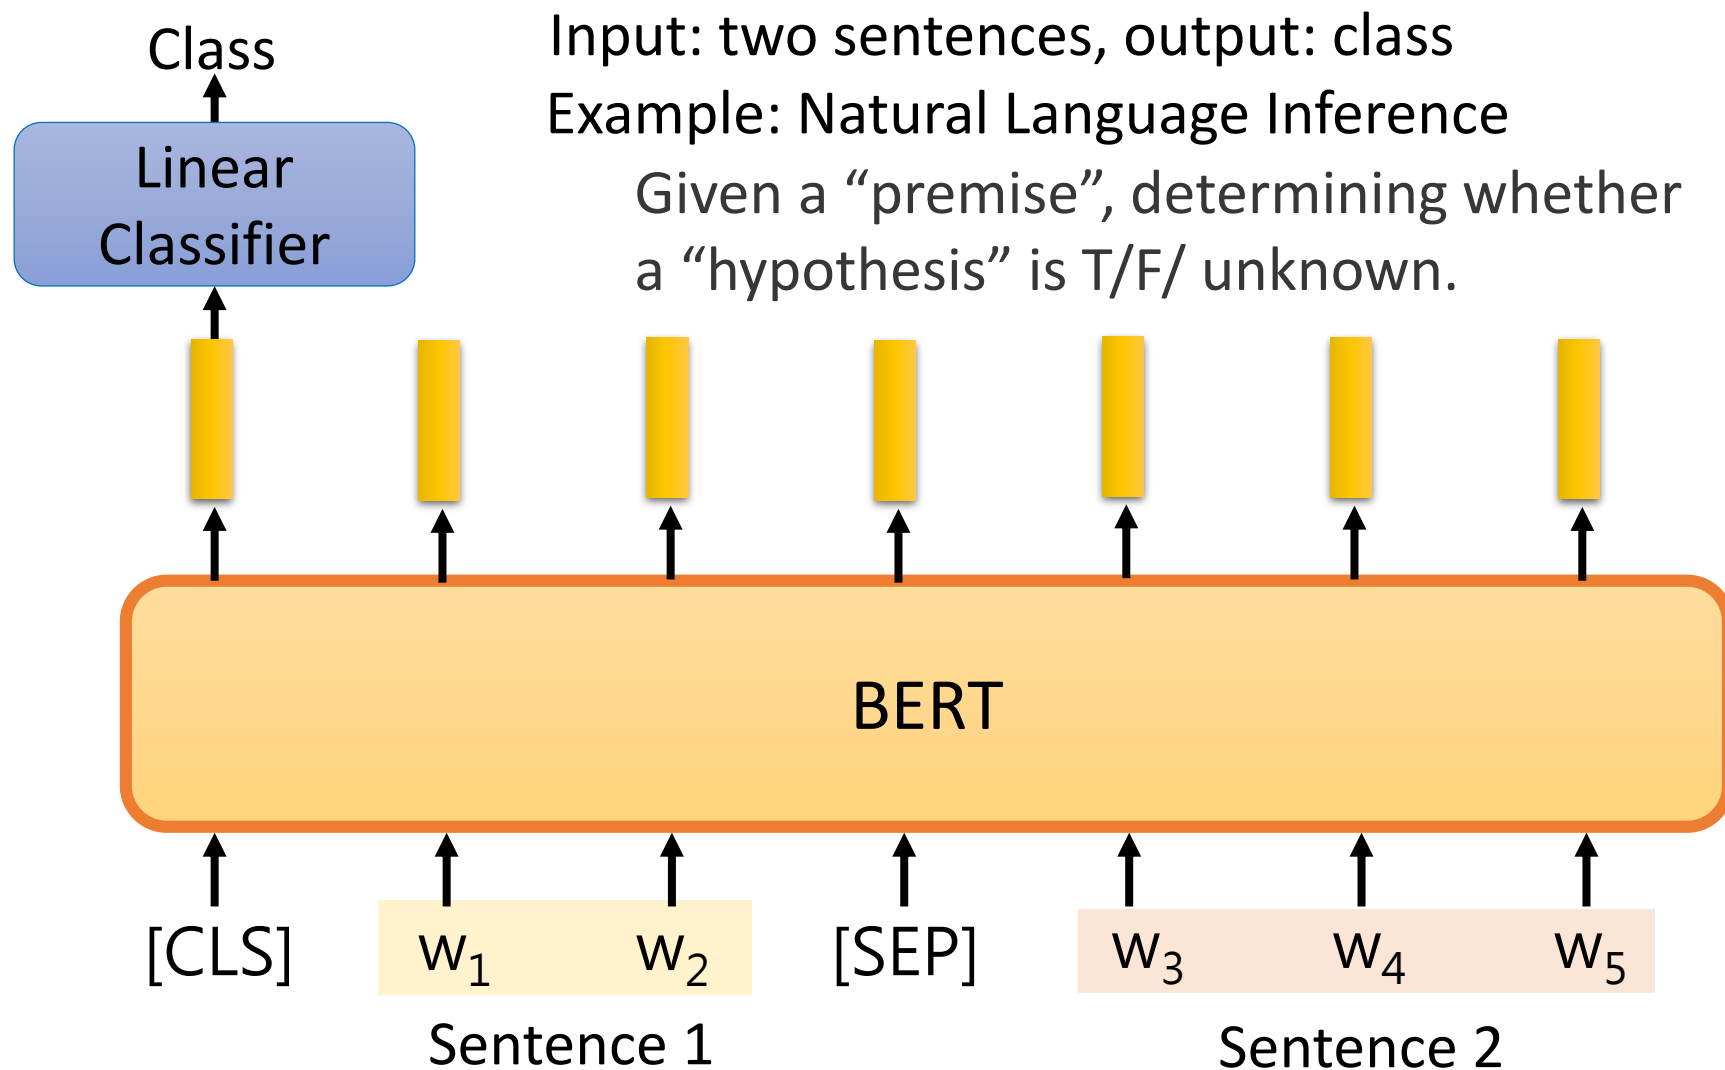 Class
Input: two sentences, output: class
Example: Natural Language Inference
Linear
Classifier
Given a “premise”, determining whether
a “hypothesis” is T/F/ unknown.
BERT
[CLS] w1 w2 [SEP] w3 w4 w5
Sentence 1 Sentence 2